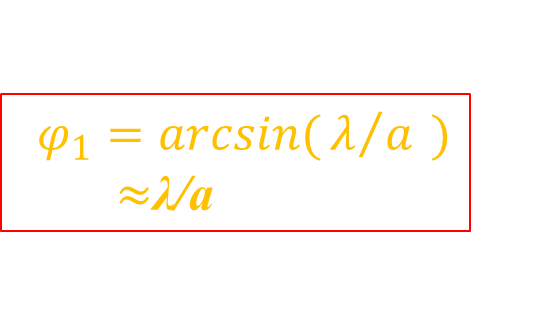 φ₁ = arcsin( λ/a )
≈λ/a